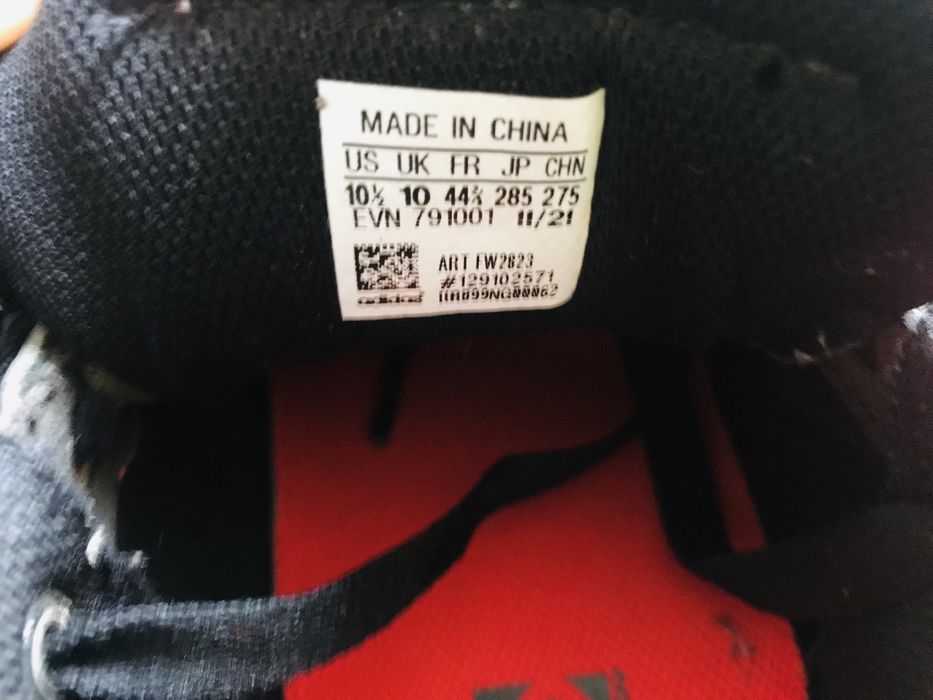 MADE IN CHINA
US UK FR JP CHN
10½ 10 44⅔ 285 275
EVN 791001 11/21
ART FW2823
#129102571
adidas